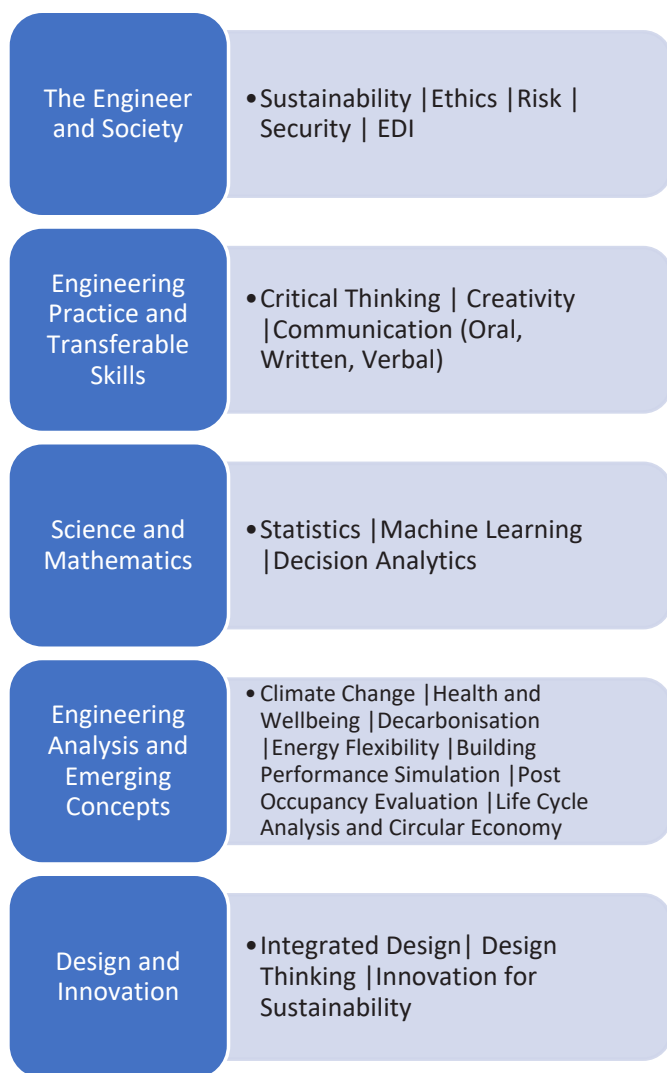 The Engineer
and Society
•Sustainability |Ethics |Risk |
Security | EDI
Engineering
Practice and
Transferable
Skills
•Critical Thinking | Creativity
|Communication (Oral,
Written, Verbal)
Science and
Mathematics
•Statistics |Machine Learning
|Decision Analytics
Engineering
Analysis and
Emerging
Concepts
•Climate Change |Health and
Wellbeing |Decarbonisation
|Energy Flexibility |Building
Performance Simulation |Post
Occupancy Evaluation |Life Cycle
Analysis and Circular Economy
Design and
Innovation
•Integrated Design| Design
Thinking |Innovation for
Sustainability